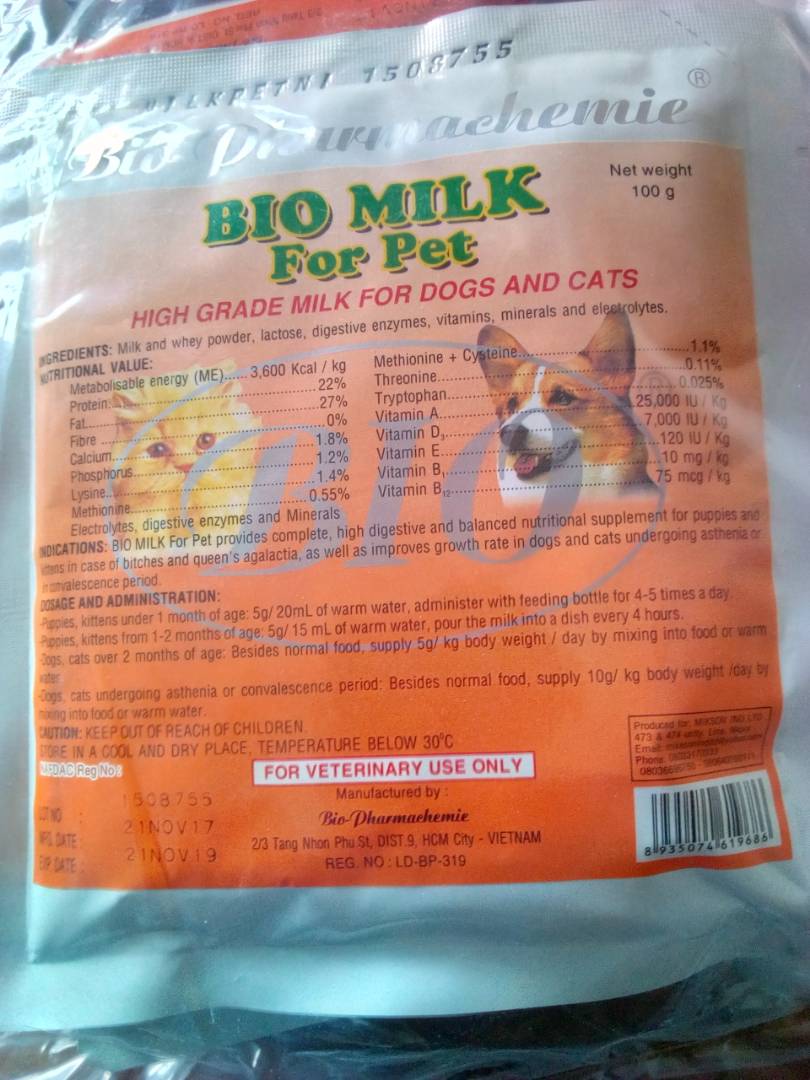 MILKPETNI 1508755
Bio-Pharmachemie ®
Net weight
100 g
BIO MILK
For Pet
HIGH GRADE MILK FOR DOGS AND CATS
INGREDIENTS: Milk and whey powder, lactose, digestive enzymes, vitamins, minerals and electrolytes.
NUTRITIONAL VALUE:
Metabolisable energy (ME).... 3,600 Kcal / kg
Protein: 22%
Fat 27%
Fibre 0%
Calcium 1.8%
Phosphorus 1.2%
Lysine 1.4%
Methionine 0.55%
Electrolytes, digestive enzymes and Minerals
Methionine + Cysteine 1.1%
Threonine 0.11%
Tryptophan 0.025%
Vitamin A 25,000 IU / Kg
Vitamin D₃ 7,000 IU / Kg
Vitamin E 120 IU / Kg
Vitamin B₁ 10 mg / kg
Vitamin B₁₂ 75 mcg / kg
BIO
INDICATIONS: BIO MILK For Pet provides complete, high digestive and balanced nutritional supplement for puppies and
kittens in case of bitches and queen's agalactia, as well as improves growth rate in dogs and cats undergoing asthenia or
in convalescence period.
DOSAGE AND ADMINISTRATION:
-Puppies, kittens under 1 month of age: 5g/ 20mL of warm water, administer with feeding bottle for 4-5 times a day.
-Puppies, kittens from 1-2 months of age: 5g/ 15 mL of warm water, pour the milk into a dish every 4 hours.
-Dogs, cats over 2 months of age: Besides normal food, supply 5g/ kg body weight / day by mixing into food or warm
water.
-Dogs, cats undergoing asthenia or convalescence period: Besides normal food, supply 10g/ kg body weight /day by
mixing into food or warm water.
CAUTION: KEEP OUT OF REACH OF CHILDREN.
STORE IN A COOL AND DRY PLACE, TEMPERATURE BELOW 30°C
NAFDAC Reg No:
FOR VETERINARY USE ONLY
LOT NO : 1508755
MFG. DATE : 21NOV17
EXP. DATE : 21NOV19
Manufactured by :
Bio-Pharmachemie
2/3 Tang Nhon Phu St, DIST.9, HCM City - VIETNAM
REG. NO : LD-BP-319
Produced for: MIKSON IND LTD
473 & 474
Email:
Phone:
8 935074 619686